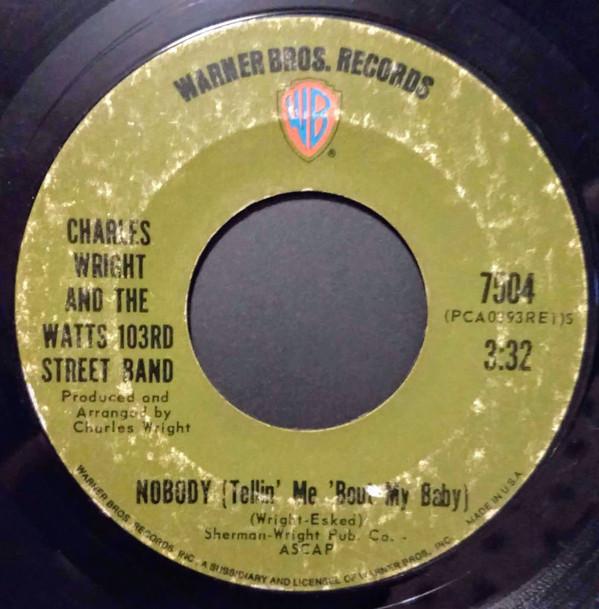 WARNER BROS. RECORDS
WB
®
CHARLES
WRIGHT
AND THE
WATTS 103RD
STREET BAND
Produced and
Arranged by
Charles Wright
7504
(PCA0393RE1)S
3:32
NOBODY (Tellin' Me 'Bout My Baby)
(Wright-Esked)
Sherman-Wright Pub. Co. -
ASCAP
WARNER BROS. RECORDS, INC., A SUBSIDIARY AND LICENSEE OF WARNER BROS., INC. MADE IN U.S.A.